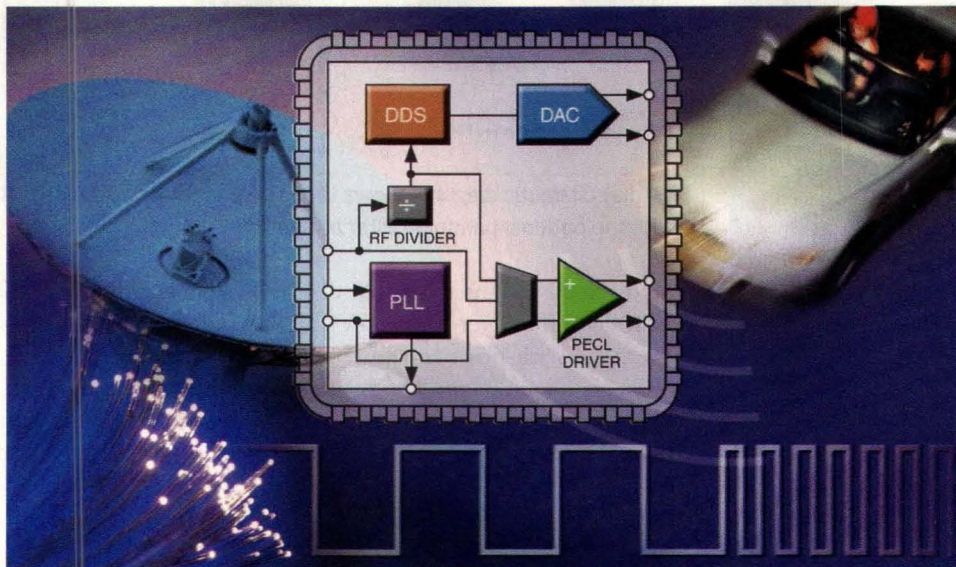 DDS
DAC
÷
RF DIVIDER
PLL
+
−
PECL
DRIVER